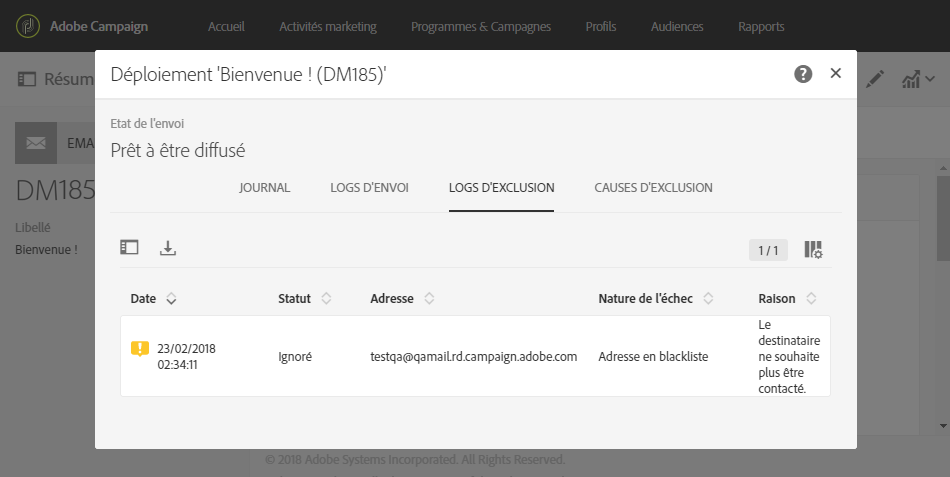 Adobe Campaign
Accueil
Activités marketing
Programmes & Campagnes
Profils
Audiences
Rapports
Résum
Déploiement 'Bienvenue ! (DM185)'
Etat de l'envoi
Prêt à être diffusé
EMA
DM185
Libellé
Bienvenue !
JOURNAL
LOGS D'ENVOI
LOGS D'EXCLUSION
CAUSES D'EXCLUSION
1 / 1
Date
Statut
Adresse
Nature de l'échec
Raison
23/02/2018
02:34:11
Ignoré
testqa@qamail.rd.campaign.adobe.com
Adresse en blackliste
Le
destinataire
ne souhaite
plus être
contacté.
© 2018 Adobe Systems Incorporated. All Rights Reserved.